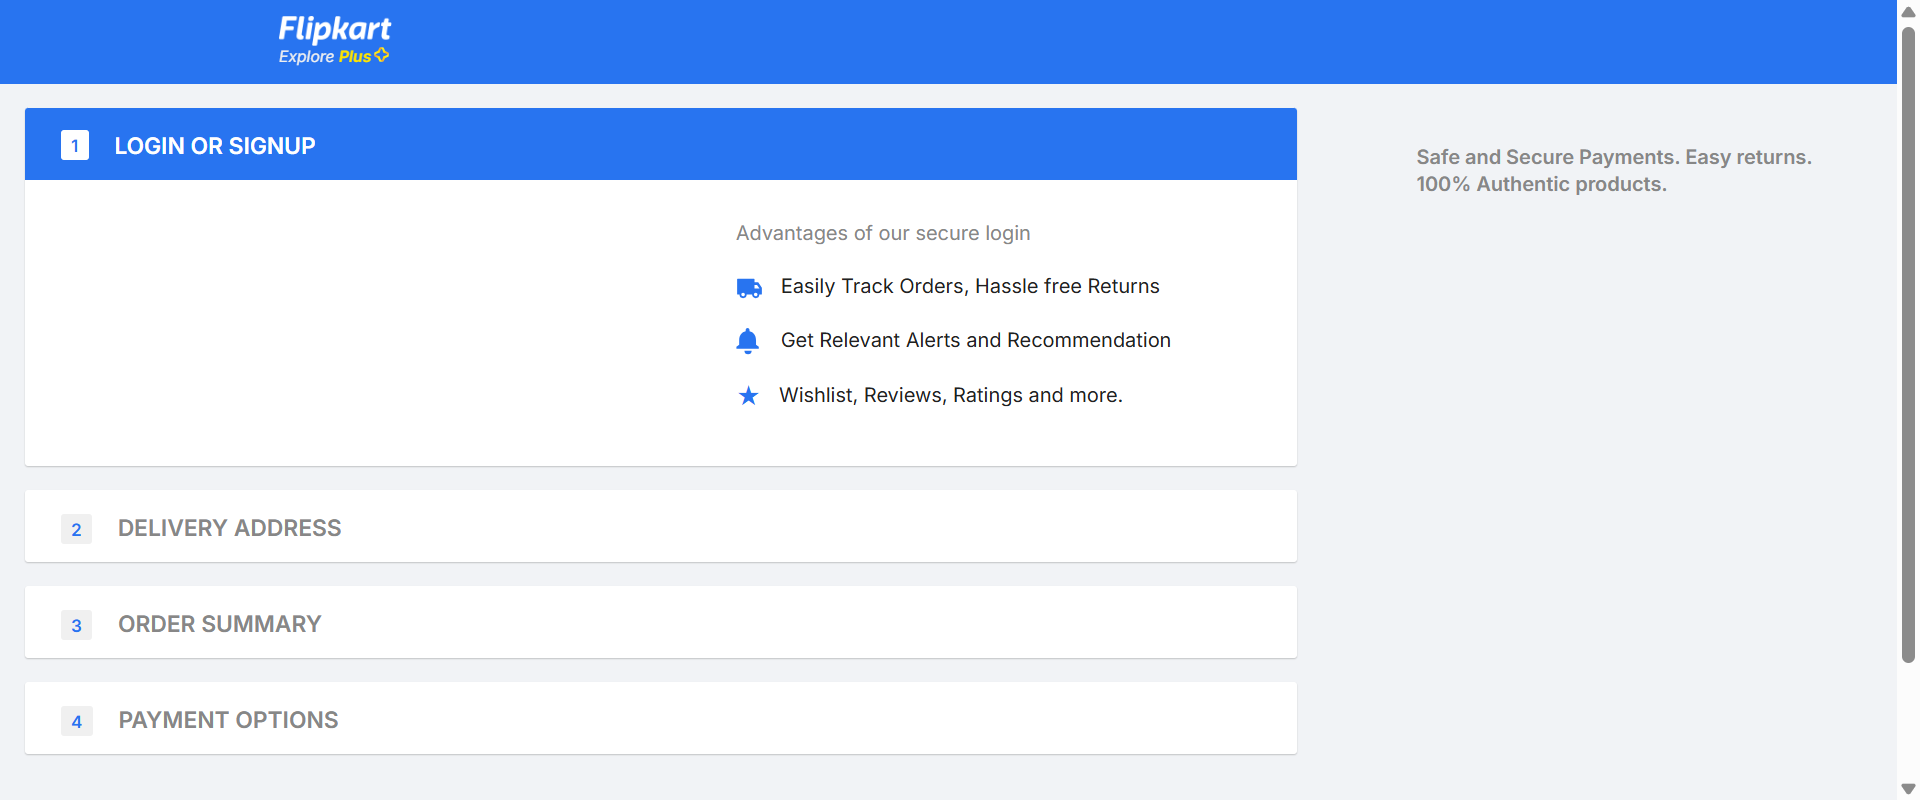 Flipkart
Explore Plus
1 LOGIN OR SIGNUP
Advantages of our secure login
Easily Track Orders, Hassle free Returns
Get Relevant Alerts and Recommendation
Wishlist, Reviews, Ratings and more.
2 DELIVERY ADDRESS
3 ORDER SUMMARY
4 PAYMENT OPTIONS
Safe and Secure Payments. Easy returns.
100% Authentic products.